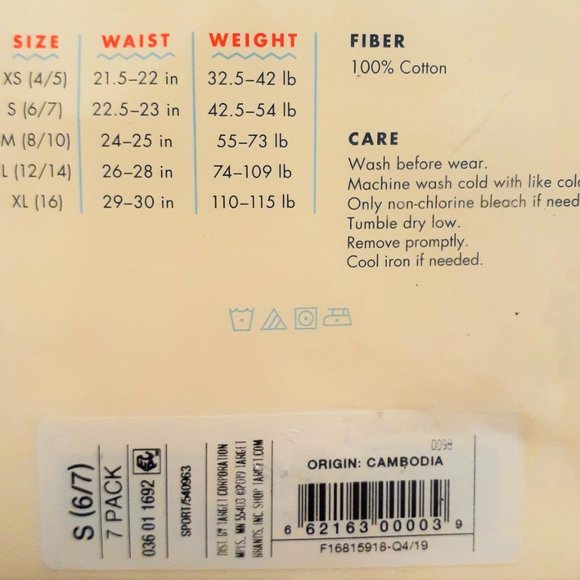 SIZE WAIST WEIGHT
XS (4/5) 21.5–22 in 32.5–42 lb
S (6/7) 22.5–23 in 42.5–54 lb
M (8/10) 24–25 in 55–73 lb
L (12/14) 26–28 in 74–109 lb
XL (16) 29–30 in 110–115 lb
FIBER
100% Cotton
CARE
Wash before wear.
Machine wash cold with like
Only non-chlorine bleach if
Tumble dry low.
Remove promptly.
Cool iron if needed.
S (6/7)
7 PACK
036 01 1692
SPORT/540963
DIST. BY TARGET CORPORATION
MPLS, MN 55403 ©2019 TARGET
BRANDS, INC. SHOP TARGET.COM
0098
ORIGIN: CAMBODIA
6 62163 00003 9
F16815918-Q4/19